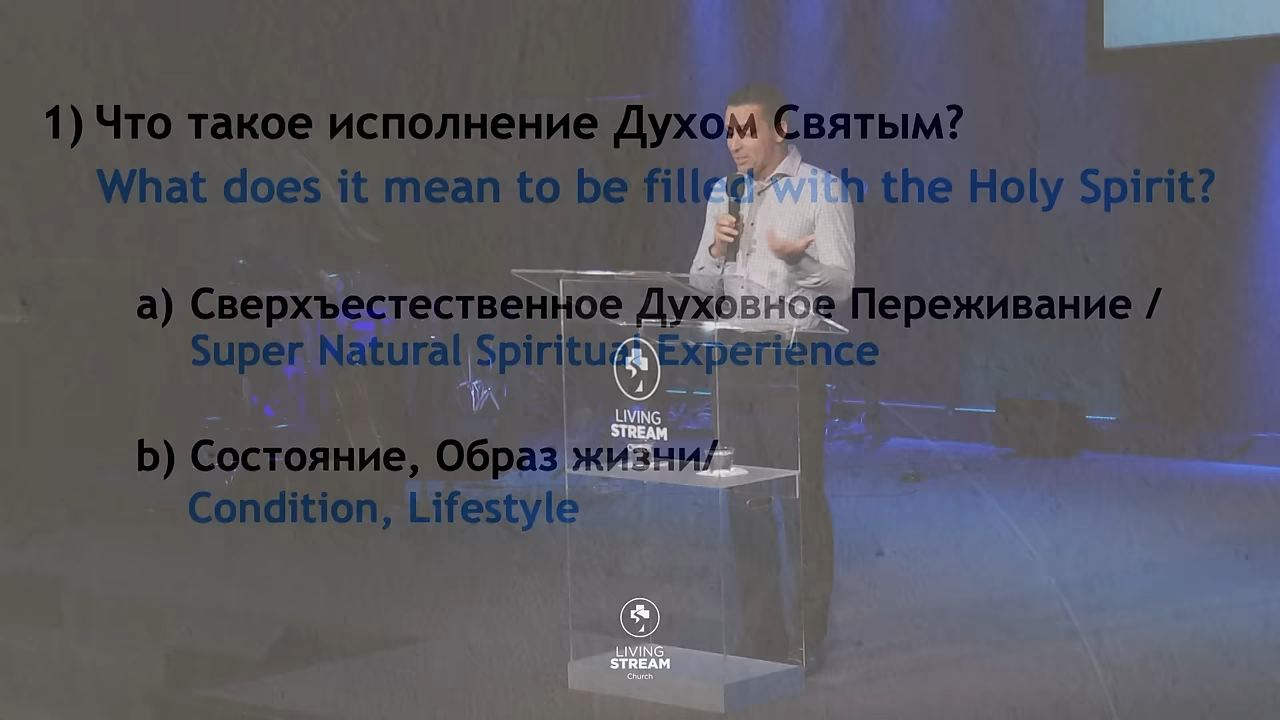 1) Что такое исполнение Духом Святым?
What does it mean to be filled with the Holy Spirit?
a) Сверхъестественное Духовное Переживание /
Super Natural Spiritual Experience
LIVING
STREAM
b) Состояние, Образ жизни/
Condition, Lifestyle
LIVING
STREAM
Church